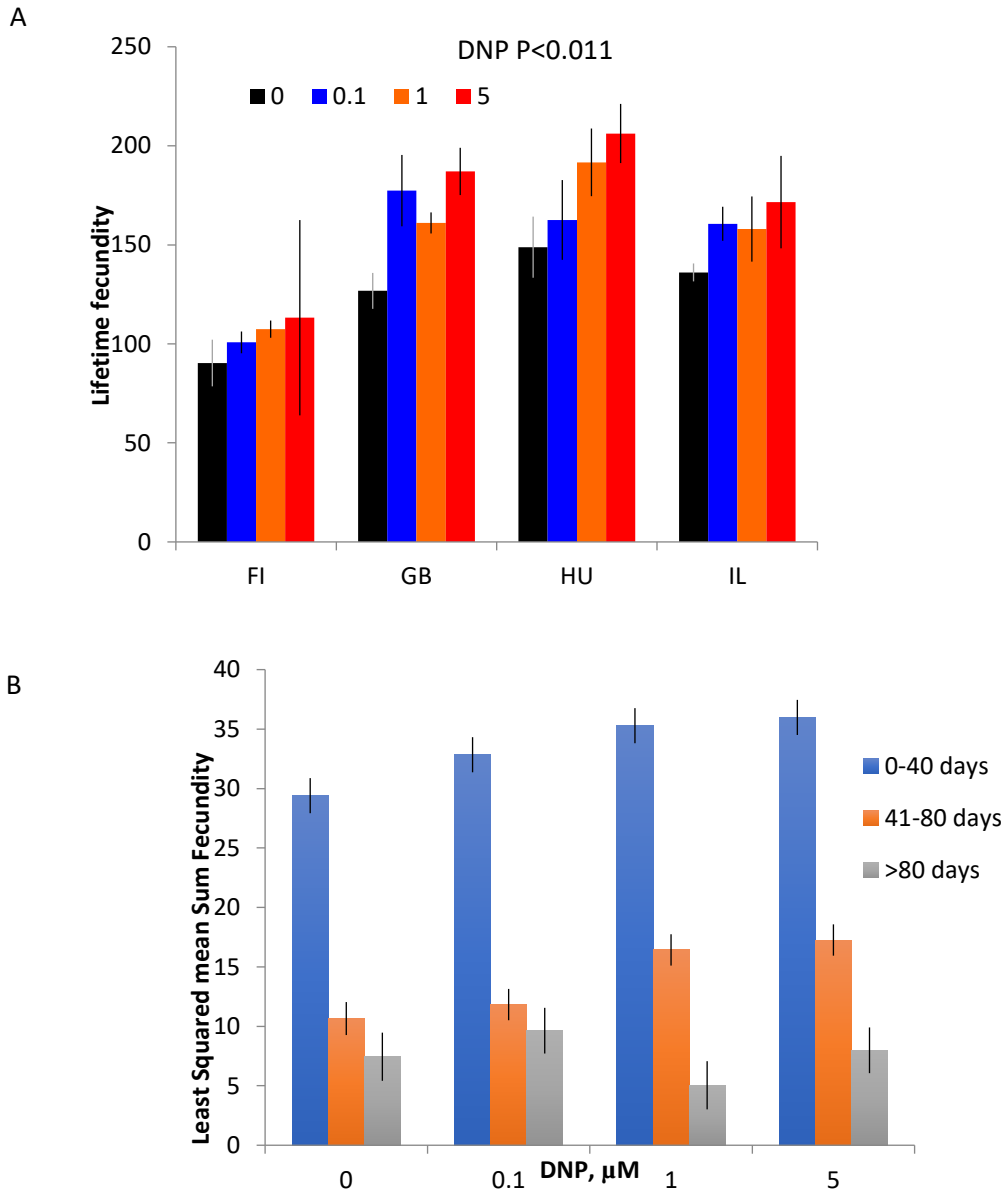 A
DNP P<0.011
0 0.1 1 5
250
200
150
100
50
0
Lifetime fecundity
FI GB HU IL
B
40
35
30
25
20
15
10
5
0
Least Squared mean Sum Fecundity
0-40 days
41-80 days
>80 days
0 0.1 1 5
DNP, µM